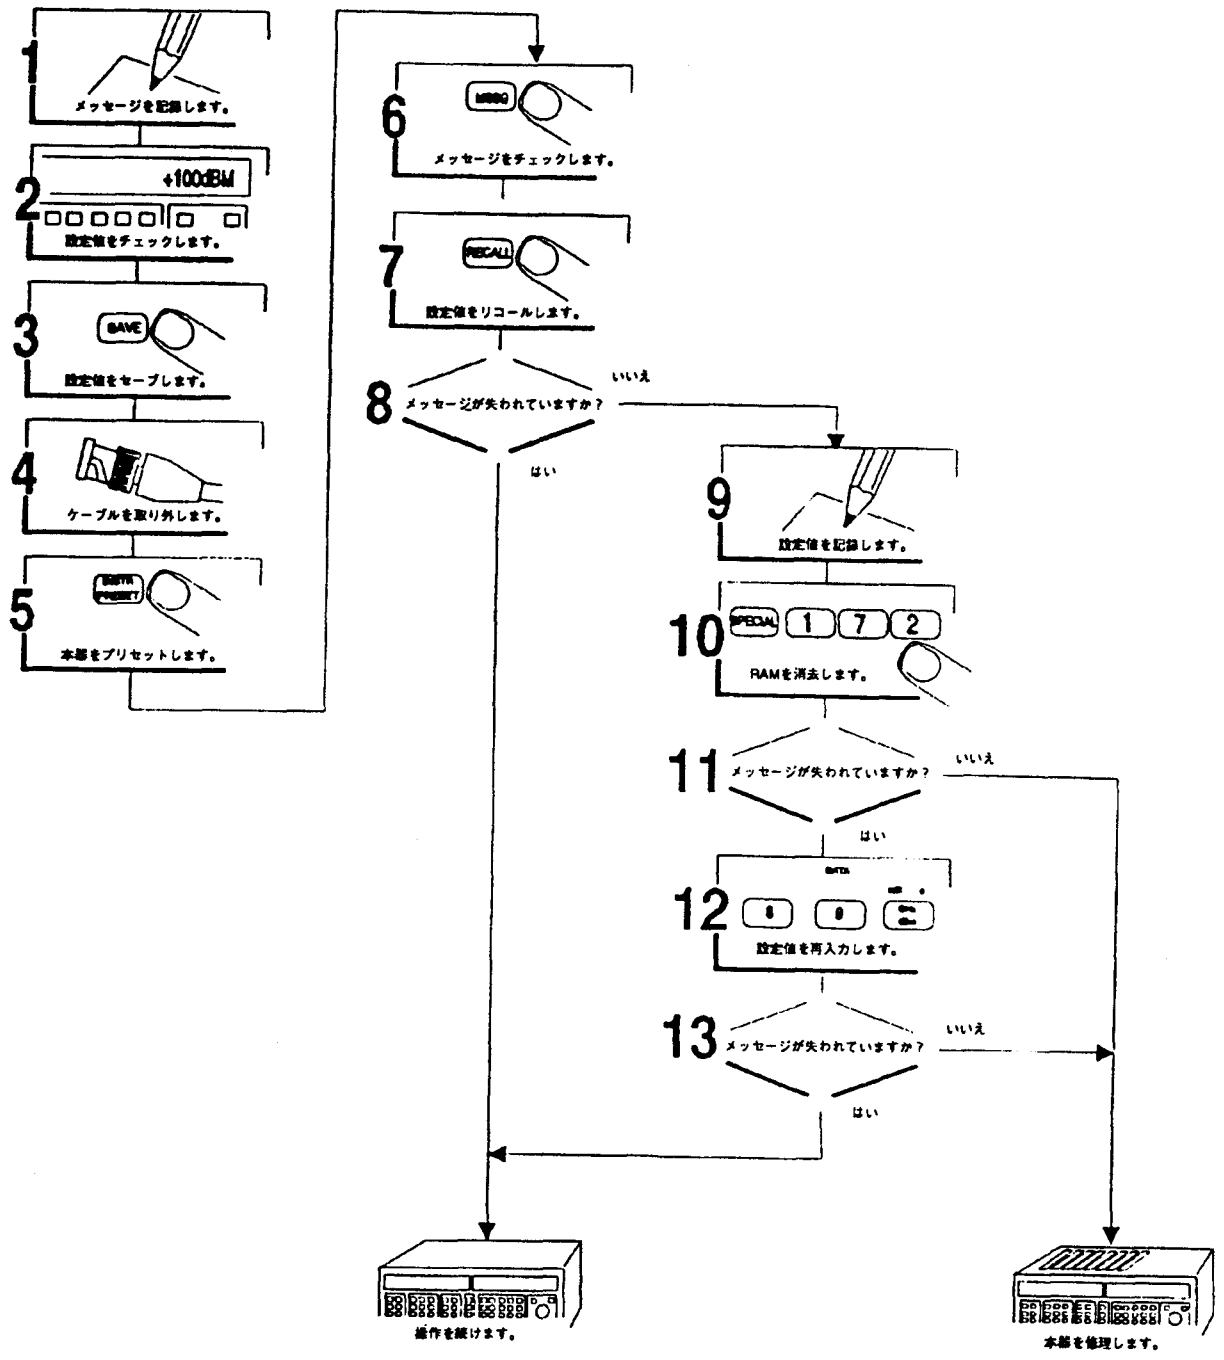 1
メッセージを記録します。
2
+100dBM
設定値をチェックします。
3
SAVE
設定値をセーブします。
4
ケーブルを取り外します。
5
PRESET
本器をプリセットします。
6
MSSG
メッセージをチェックします。
7
RECALL
設定値をリコールします。
8
メッセージが失われていますか?
いいえ
はい
9
設定値を記録します。
10
SPECIAL 1 7 2
RAMを消去します。
11
メッセージが失われていますか?
いいえ
はい
12
DATA
設定値を再入力します。
13
メッセージが失われていますか?
いいえ
はい
操作を続けます。
本器を修理します。